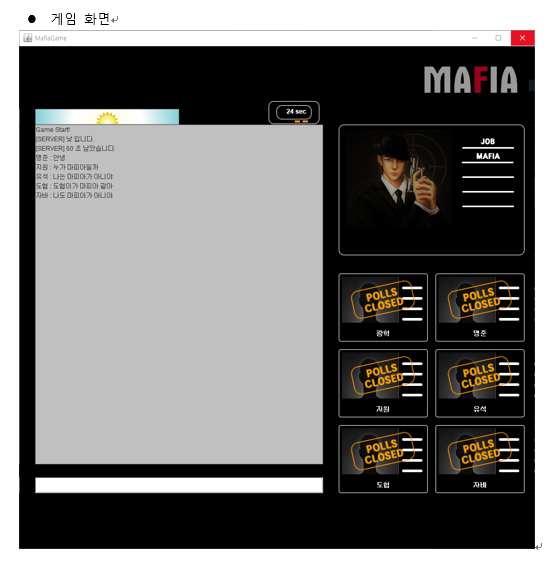 ● 게임 화면↵
MafiaGame
MAFIA
24 sec
Game Start!
[SERVER] 낮 입니다.
[SERVER] 60 초 남았습니다.
명준 : 안녕
지원 : 누가 마피아일까
유석 : 나는 마피아가 아니야
도협 : 도협이가 마피아 같아
자바 : 나도 마피아가 아니야
JOB
MAFIA
POLLS CLOSED
광혁
POLLS CLOSED
명준
POLLS CLOSED
지원
POLLS CLOSED
유석
POLLS CLOSED
도협
POLLS CLOSED
자바